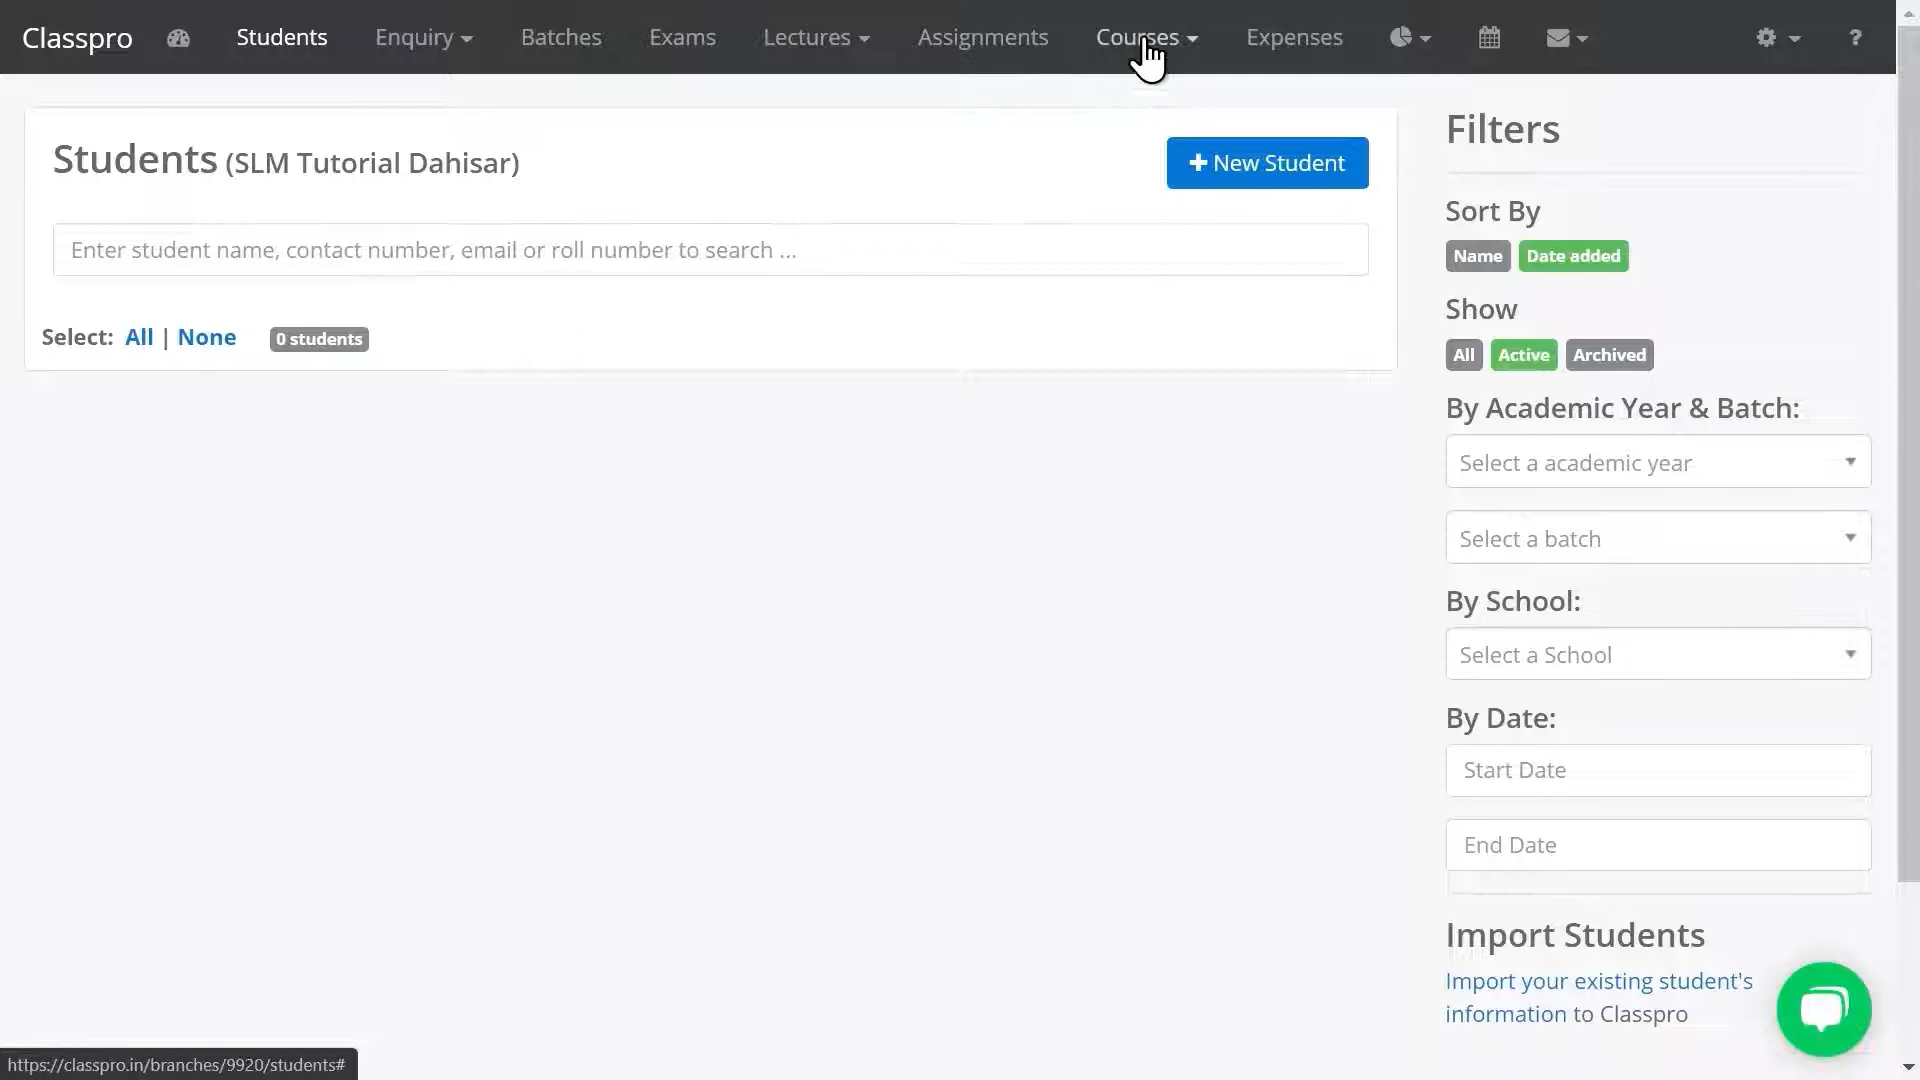 Classpro Students Enquiry Batches Exams Lectures Assignments Courses Expenses ?
Students (SLM Tutorial Dahisar)
+ New Student
Enter student name, contact number, email or roll number to search ...
Select: All | None 0 students
Filters
Sort By
Name Date added
Show
All Active Archived
By Academic Year & Batch:
Select a academic year
Select a batch
By School:
Select a School
By Date:
Start Date
End Date
Import Students
Import your existing student's
information to Classpro
https://classpro.in/branches/9920/students#